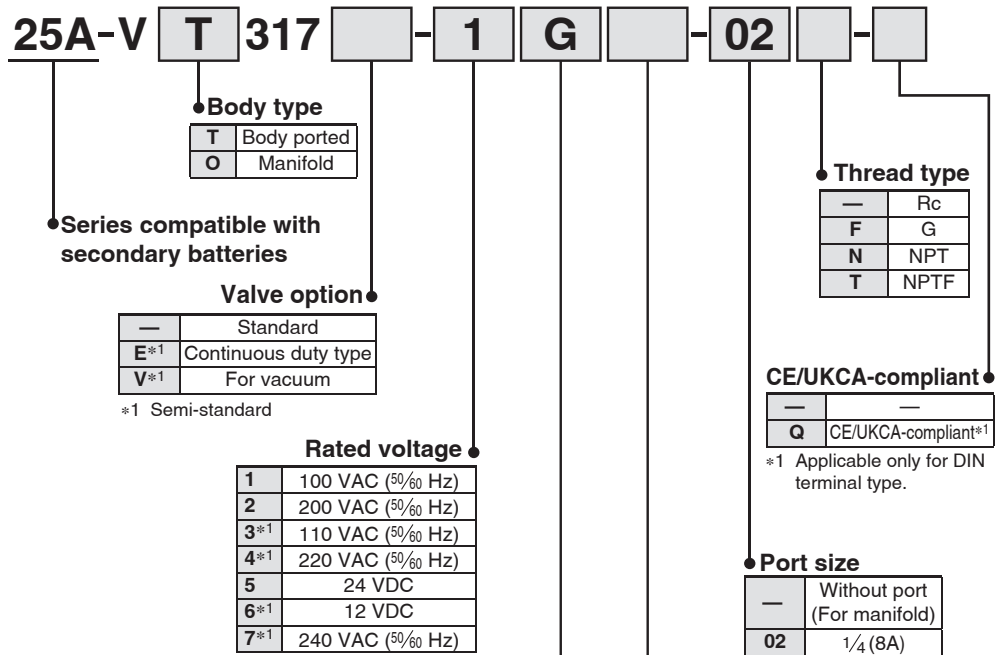 25A-V T 317 - 1 G - 02 -
Body type
T Body ported
O Manifold
Series compatible with
secondary batteries
Valve option
— Standard
E*1 Continuous duty type
V*1 For vacuum
*1 Semi-standard
Rated voltage
1 100 VAC (50/60 Hz)
2 200 VAC (50/60 Hz)
3*1 110 VAC (50/60 Hz)
4*1 220 VAC (50/60 Hz)
5 24 VDC
6*1 12 VDC
7*1 240 VAC (50/60 Hz)
Thread type
— Rc
F G
N NPT
T NPTF
CE/UKCA-compliant
— —
Q CE/UKCA-compliant*1
*1 Applicable only for DIN
terminal type.
Port size
— Without port
(For manifold)
02 1/4 (8A)